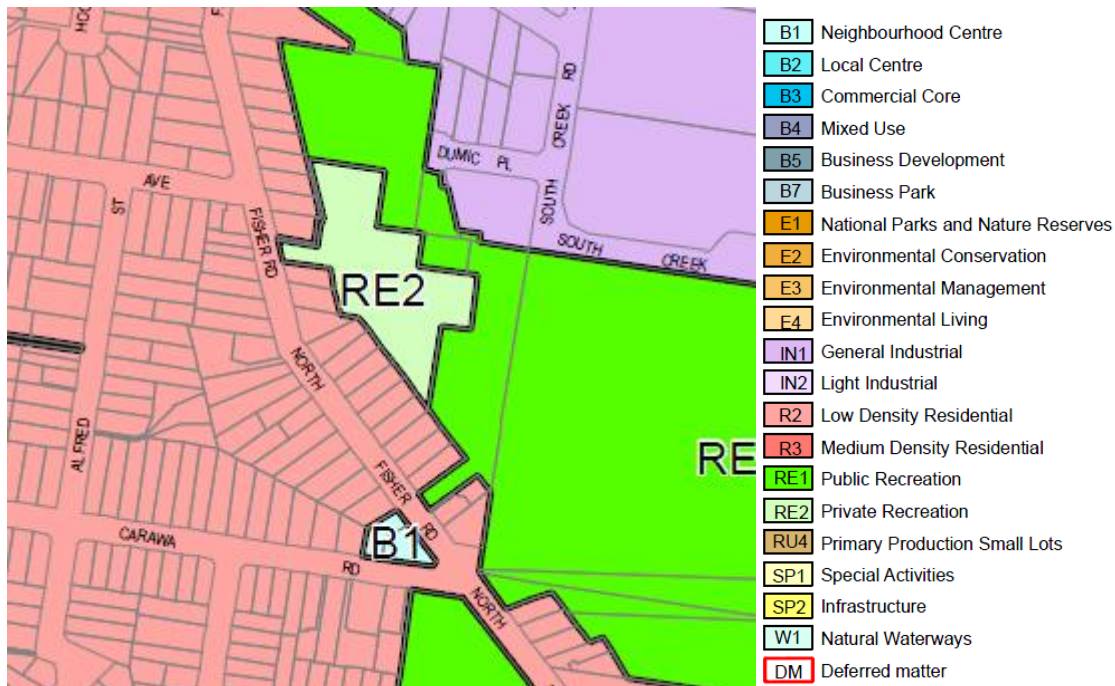 HOO
F
AVE
ST
FISHER RD
NORTH
ALFRED
CARAWA
RD
FISHER
RD
NORTH
DUMIC PL
CREEK RD
SOUTH
SOUTH
CREEK
RE2
RE
B1
B1 Neighbourhood Centre
B2 Local Centre
B3 Commercial Core
B4 Mixed Use
B5 Business Development
B7 Business Park
E1 National Parks and Nature Reserves
E2 Environmental Conservation
E3 Environmental Management
E4 Environmental Living
IN1 General Industrial
IN2 Light Industrial
R2 Low Density Residential
R3 Medium Density Residential
RE1 Public Recreation
RE2 Private Recreation
RU4 Primary Production Small Lots
SP1 Special Activities
SP2 Infrastructure
W1 Natural Waterways
DM Deferred matter